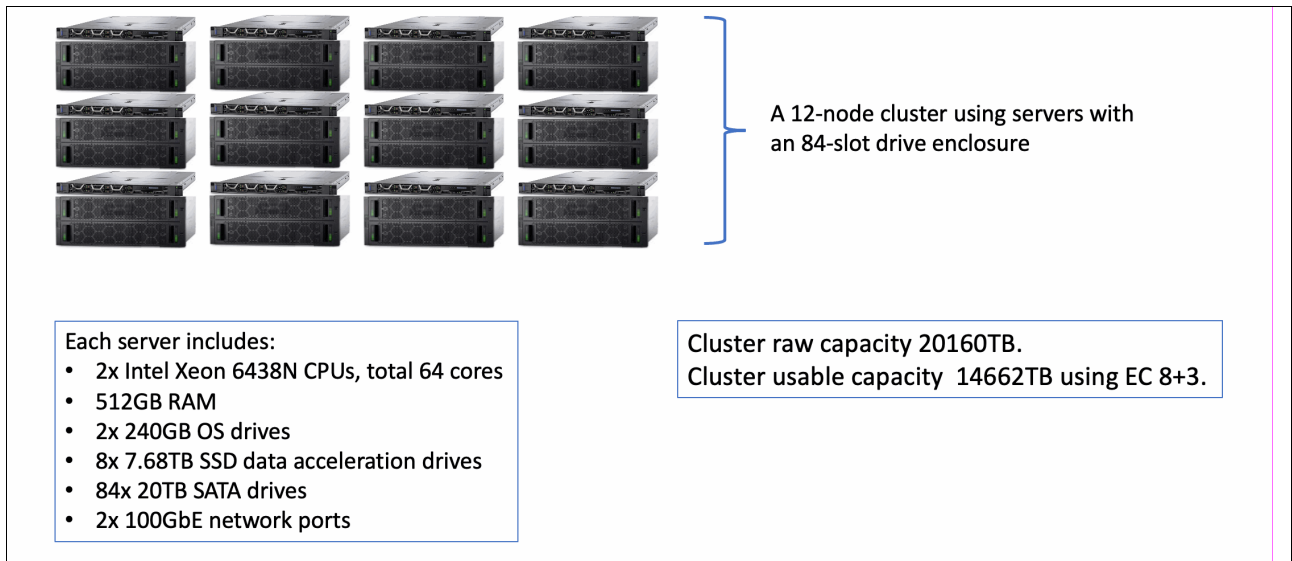 A 12-node cluster using servers with
an 84-slot drive enclosure
Each server includes:
• 2x Intel Xeon 6438N CPUs, total 64 cores
• 512GB RAM
• 2x 240GB OS drives
• 8x 7.68TB SSD data acceleration drives
• 84x 20TB SATA drives
• 2x 100GbE network ports
Cluster raw capacity 20160TB.
Cluster usable capacity  14662TB using EC 8+3.